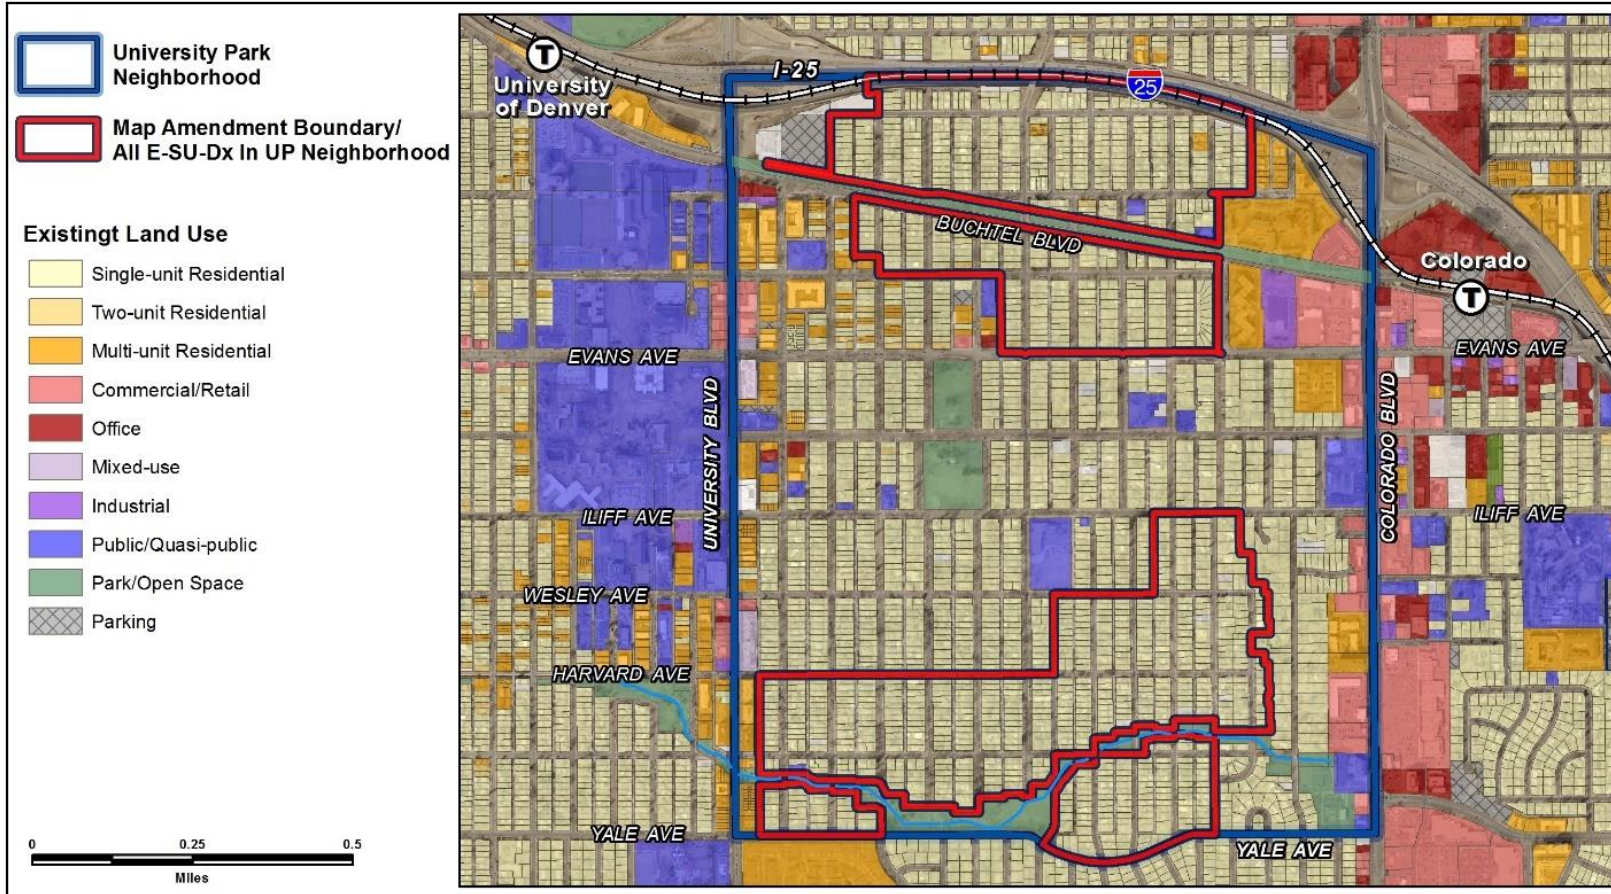 University Park
Neighborhood
Map Amendment Boundary/
All E-SU-Dx In UP Neighborhood
Existingt Land Use
Single-unit Residential
Two-unit Residential
Multi-unit Residential
Commercial/Retail
Office
Mixed-use
Industrial
Public/Quasi-public
Park/Open Space
Parking
0 0.25 0.5
Miles
T
University
of Denver
I-25
25
BUCHTEL BLVD
Colorado
T
EVANS AVE
EVANS AVE
UNIVERSITY BLVD
COLORADO BLVD
ILIFF AVE
ILIFF AVE
WESLEY AVE
HARVARD AVE
YALE AVE
YALE AVE